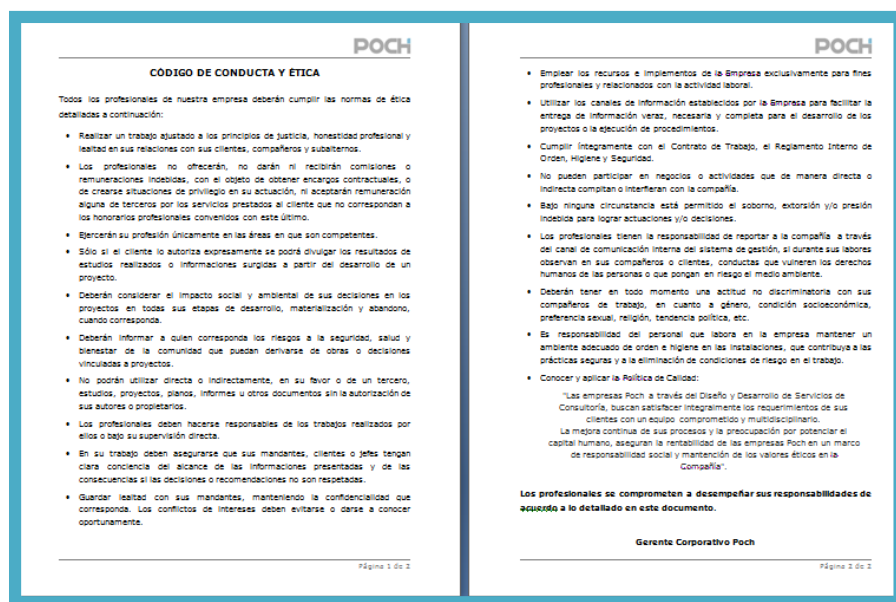 POCH
CÓDIGO DE CONDUCTA Y ÉTICA
Todos los profesionales de nuestra empresa deberán cumplir las normas de ética
detalladas a continuación:
• Realizar un trabajo ajustado a los principios de justicia, honestidad profesional y
lealtad en sus relaciones con sus clientes, compañeros y subalternos.
• Los profesionales no ofrecerán, no darán ni recibirán comisiones o
remuneraciones indebidas, con el objeto de obtener encargos contractuales, o
de crearse situaciones de privilegio en su actuación, ni aceptarán remuneración
alguna de terceros por los servicios prestados al cliente que no correspondan a
los honorarios profesionales convenidos con este último.
• Ejercerán su profesión únicamente en las áreas en que son competentes.
• Sólo si el cliente lo autoriza expresamente se podrá divulgar los resultados de
estudios realizados o informaciones surgidas a partir del desarrollo de un
proyecto.
• Deberán considerar el impacto social y ambiental de sus decisiones en los
proyectos en todas sus etapas de desarrollo, materialización y abandono,
cuando corresponda.
• Deberán informar a quien corresponda los riesgos a la seguridad, salud y
bienestar de la comunidad que puedan derivarse de obras o decisiones
vinculadas a proyectos.
• No podrán utilizar directa o indirectamente, en su favor o de un tercero,
estudios, proyectos, planos, informes u otros documentos sin la autorización de
sus autores o propietarios.
• Los profesionales deben hacerse responsables de los trabajos realizados por
ellos o bajo su supervisión directa.
• En su trabajo deben asegurarse que sus mandantes, clientes o jefes tengan
clara conciencia del alcance de las informaciones presentadas y de las
consecuencias si las decisiones o recomendaciones no son respetadas.
• Guardar lealtad con sus mandantes, manteniendo la confidencialidad que
corresponda. Los conflictos de intereses deben evitarse o darse a conocer
oportunamente.
Página 1 de 2
POCH
• Emplear los recursos e implementos de la Empresa exclusivamente para fines
profesionales y relacionados con la actividad laboral.
• Utilizar los canales de información establecidos por la Empresa para facilitar la
entrega de información veraz, necesaria y completa para el desarrollo de los
proyectos o la ejecución de procedimientos.
• Cumplir íntegramente con el Contrato de Trabajo, el Reglamento Interno de
Orden, Higiene y Seguridad.
• No pueden participar en negocios o actividades que de manera directa o
indirecta compitan o interfieran con la compañía.
• Bajo ninguna circunstancia está permitido el soborno, extorsión y/o presión
indebida para lograr actuaciones y/o decisiones.
• Los profesionales tienen la responsabilidad de reportar a la compañía a través
del canal de comunicación interna del sistema de gestión, si durante sus labores
observan en sus compañeros o clientes, conductas que vulneren los derechos
humanos de las personas o que pongan en riesgo el medio ambiente.
• Deberán tener en todo momento una actitud no discriminatoria con sus
compañeros de trabajo, en cuanto a género, condición socioeconómica,
preferencia sexual, religión, tendencia política, etc.
• Es responsabilidad del personal que labora en la empresa mantener un
ambiente adecuado de orden e higiene en las instalaciones, que contribuya a las
prácticas seguras y a la eliminación de condiciones de riesgo en el trabajo.
• Conocer y aplicar la Política de Calidad:
"Las empresas Poch a través del Diseño y Desarrollo de Servicios de
Consultoría, buscan satisfacer integralmente los requerimientos de sus
clientes con un equipo comprometido y multidisciplinario.
La mejora continua de sus procesos y la preocupación por potenciar el
capital humano, aseguran la rentabilidad de las empresas Poch en un marco
de responsabilidad social y mantención de los valores éticos en la
Compañía".
Los profesionales se comprometen a desempeñar sus responsabilidades de
acuerdo a lo detallado en este documento.
Gerente Corporativo Poch
Página 2 de 2